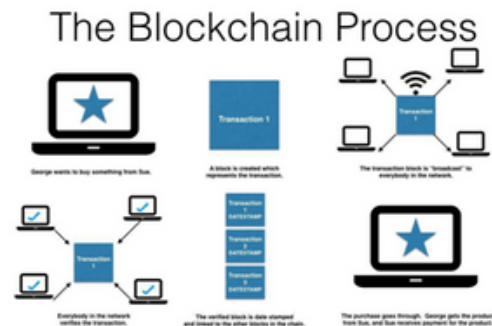 The Blockchain Process
George wants to buy something from Sue.
Transaction 1
A block is created which
represents the transaction.
Transaction
1
The transaction block is "broadcast" to
everybody in the network.
Transaction
1
Everybody in the network
verifies the transaction.
Transaction
1
DATESTAMP
Transaction
2
DATESTAMP
Transaction
3
DATESTAMP
The verified block is date stamped
and linked to the other blocks in the chain.
The purchase goes through. George gets the product
from Sue, and Sue receives payment for the product